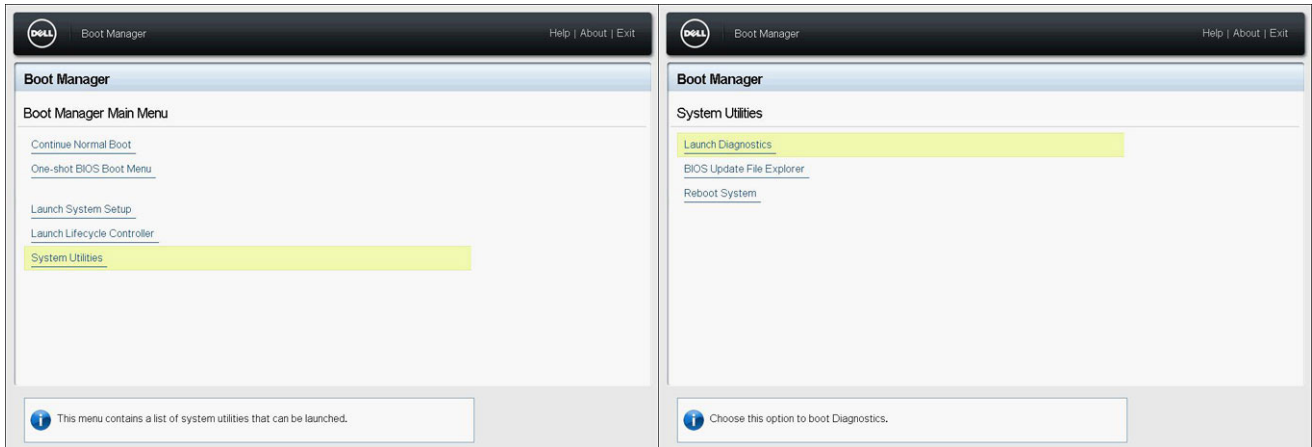 DELL
Boot Manager
Help | About | Exit
Boot Manager
Boot Manager Main Menu
Continue Normal Boot
One-shot BIOS Boot Menu
Launch System Setup
Launch Lifecycle Controller
System Utilities
This menu contains a list of system utilities that can be launched.
DELL
Boot Manager
Help | About | Exit
Boot Manager
System Utilities
Launch Diagnostics
BIOS Update File Explorer
Reboot System
Choose this option to boot Diagnostics.